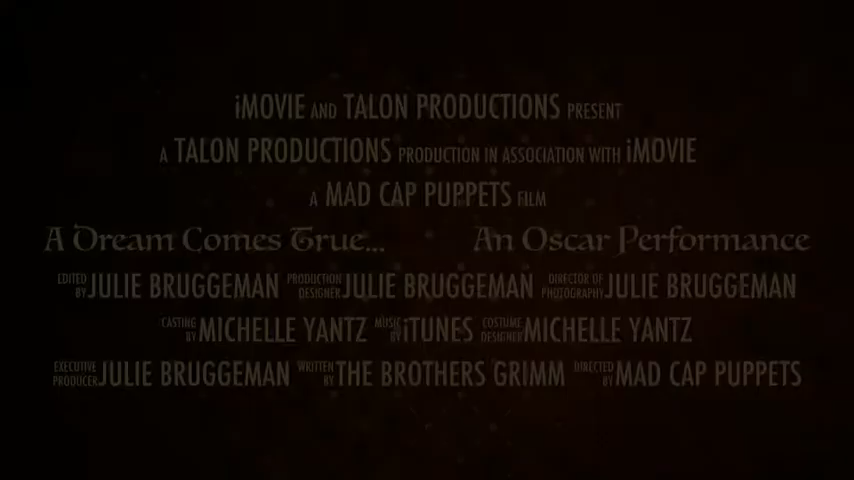 iMOVIE AND TALON PRODUCTIONS PRESENT
A TALON PRODUCTIONS PRODUCTION IN ASSOCIATION WITH iMOVIE
A MAD CAP PUPPETS FILM
A Dream Comes True... An Oscar Performance
EDITED BY JULIE BRUGGEMAN PRODUCTION DESIGNER JULIE BRUGGEMAN DIRECTOR OF PHOTOGRAPHY JULIE BRUGGEMAN
CASTING BY MICHELLE YANTZ MUSIC BY iTUNES COSTUME DESIGNER MICHELLE YANTZ
EXECUTIVE PRODUCER JULIE BRUGGEMAN WRITTEN BY THE BROTHERS GRIMM DIRECTED BY MAD CAP PUPPETS